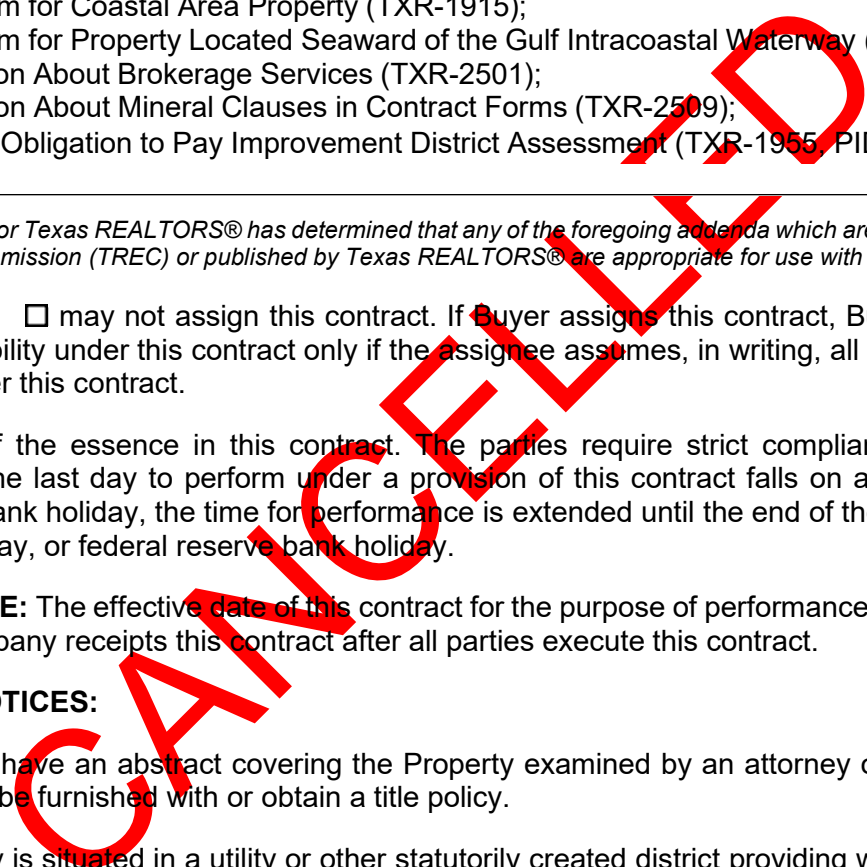 m for Coastal Area Property (TXR-1915);
m for Property Located Seaward of the Gulf Intracoastal Waterway (
on About Brokerage Services (TXR-2501);
on About Mineral Clauses in Contract Forms (TXR-2509);
Obligation to Pay Improvement District Assessment (TXR-1955, PI
or Texas REALTORS® has determined that any of the foregoing addenda which are
mission (TREC) or published by Texas REALTORS® are appropriate for use with
☐ may not assign this contract. If Buyer assigns this contract, B
bility under this contract only if the assignee assumes, in writing, all
er this contract.
f the essence in this contract. The parties require strict complian
he last day to perform under a provision of this contract falls on a
ank holiday, the time for performance is extended until the end of th
ay, or federal reserve bank holiday.
E: The effective date of this contract for the purpose of performance
pany receipts this contract after all parties execute this contract.
OTICES:
have an abstract covering the Property examined by an attorney o
be furnished with or obtain a title policy.
y is situated in a utility or other statutorily created district providing w
CANCELLED